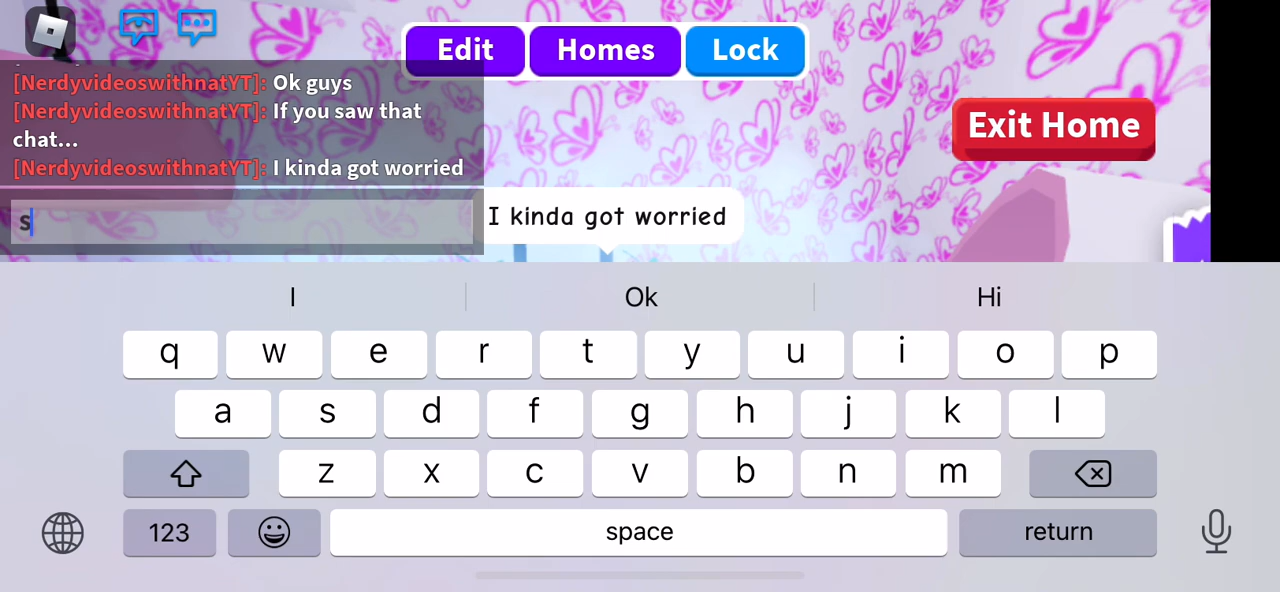 Edit Homes Lock
[NerdyvideoswithnatYT]: Ok guys
[NerdyvideoswithnatYT]: If you saw that
chat...
[NerdyvideoswithnatYT]: I kinda got worried
Exit Home
s
I kinda got worried
I Ok Hi
q w e r t y u i o p
a s d f g h j k l
z x c v b n m
123 space return